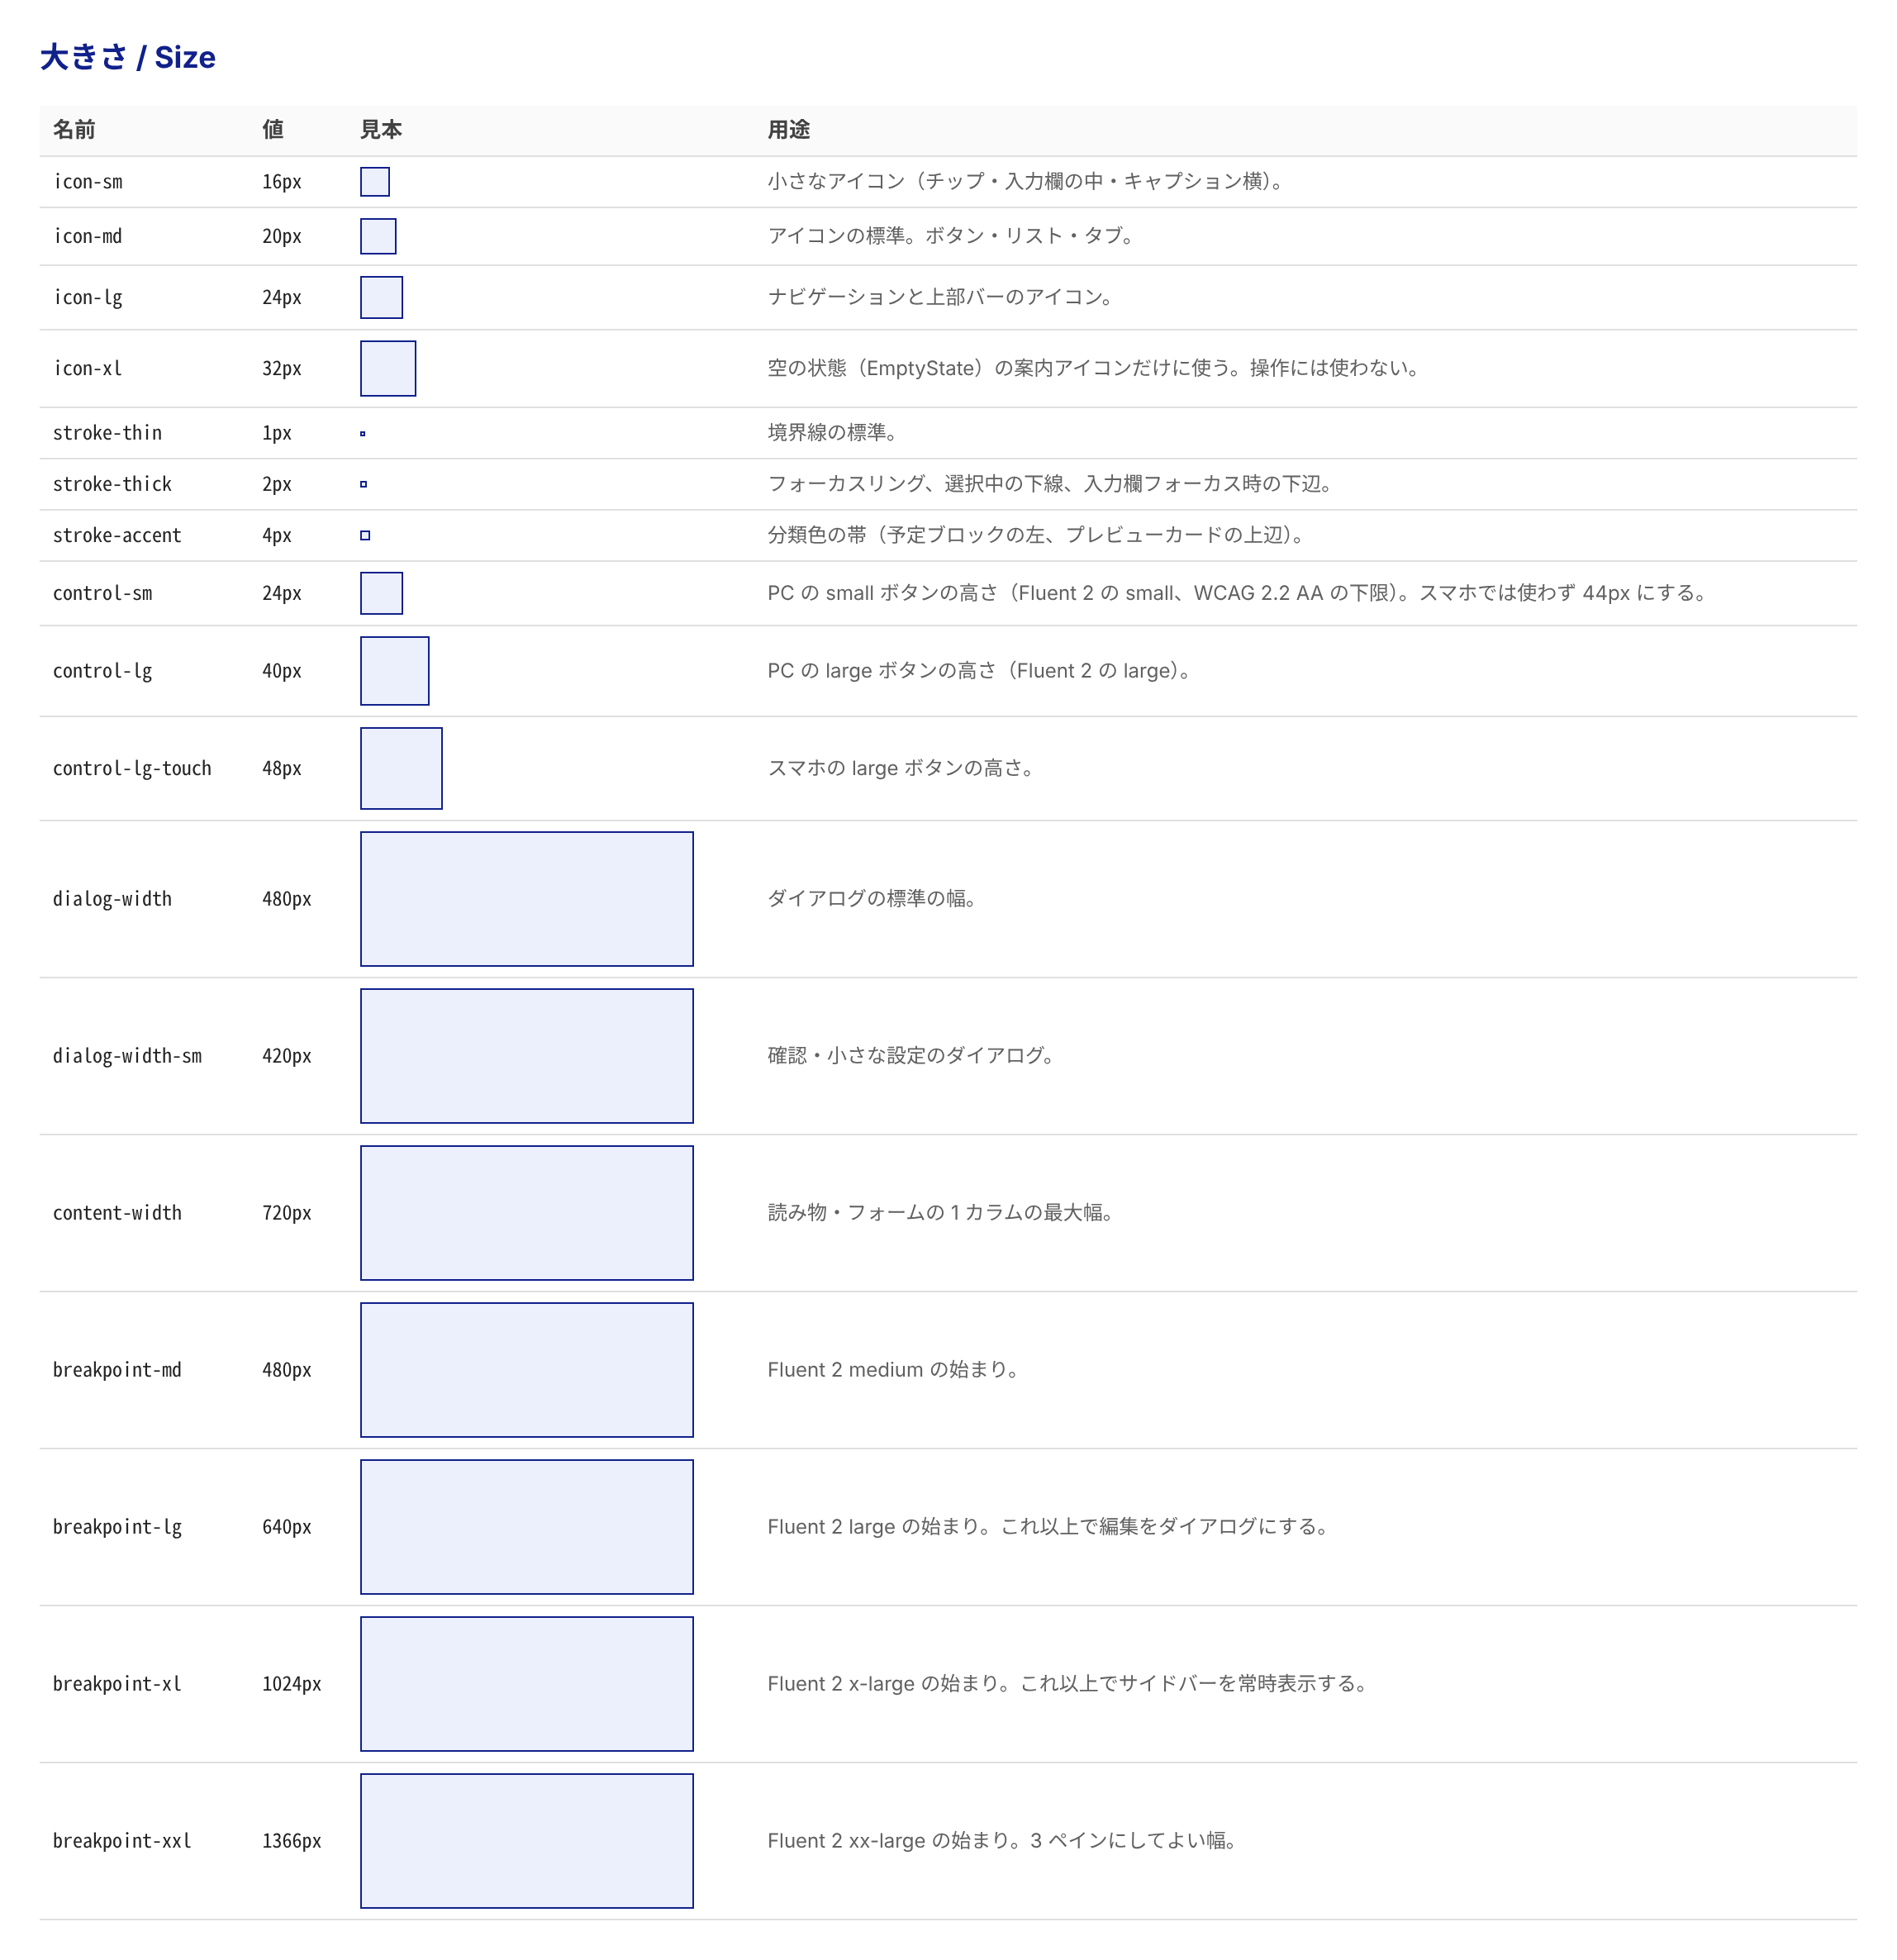 大きさ / Size
名前 値 見本 用途
icon-sm 16px 小さなアイコン（チップ・入力欄の中・キャプション横）。
icon-md 20px アイコンの標準。ボタン・リスト・タブ。
icon-lg 24px ナビゲーションと上部バーのアイコン。
icon-xl 32px 空の状態（EmptyState）の案内アイコンだけに使う。操作には使わない。
stroke-thin 1px 境界線の標準。
stroke-thick 2px フォーカスリング、選択中の下線、入力欄フォーカス時の下辺。
stroke-accent 4px 分類色の帯（予定ブロックの左、プレビューカードの上辺）。
control-sm 24px PC の small ボタンの高さ（Fluent 2 の small、WCAG 2.2 AA の下限）。スマホでは使わず 44px にする。
control-lg 40px PC の large ボタンの高さ（Fluent 2 の large）。
control-lg-touch 48px スマホの large ボタンの高さ。
dialog-width 480px ダイアログの標準の幅。
dialog-width-sm 420px 確認・小さな設定のダイアログ。
content-width 720px 読み物・フォームの 1 カラムの最大幅。
breakpoint-md 480px Fluent 2 medium の始まり。
breakpoint-lg 640px Fluent 2 large の始まり。これ以上で編集をダイアログにする。
breakpoint-xl 1024px Fluent 2 x-large の始まり。これ以上でサイドバーを常時表示する。
breakpoint-xxl 1366px Fluent 2 xx-large の始まり。3 ペインにしてよい幅。